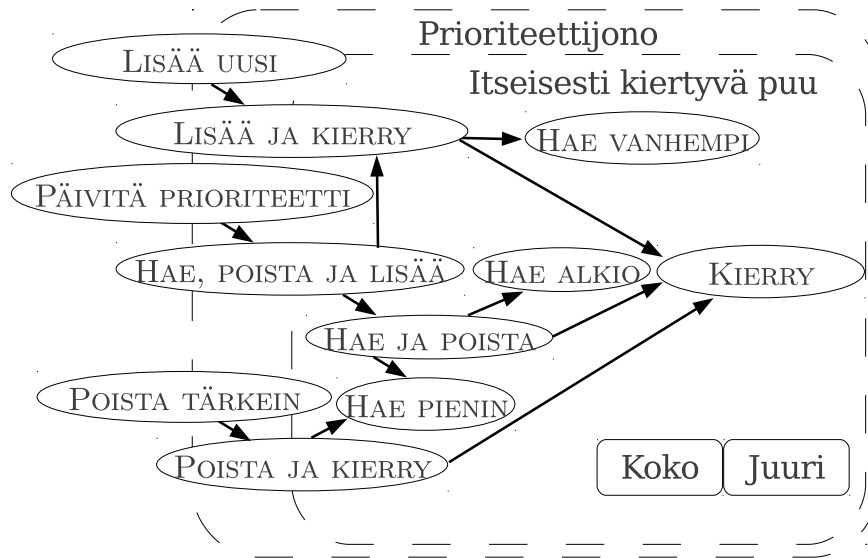 Prioriteettijono
Lisää uusi
Itseisesti kiertyvä puu
Lisää ja kierry
Hae vanhempi
Päivitä prioriteetti
Hae, poista ja lisää
Hae alkio
Kierry
Hae ja poista
Poista tärkein
Hae pienin
Poista ja kierry
Koko
Juuri